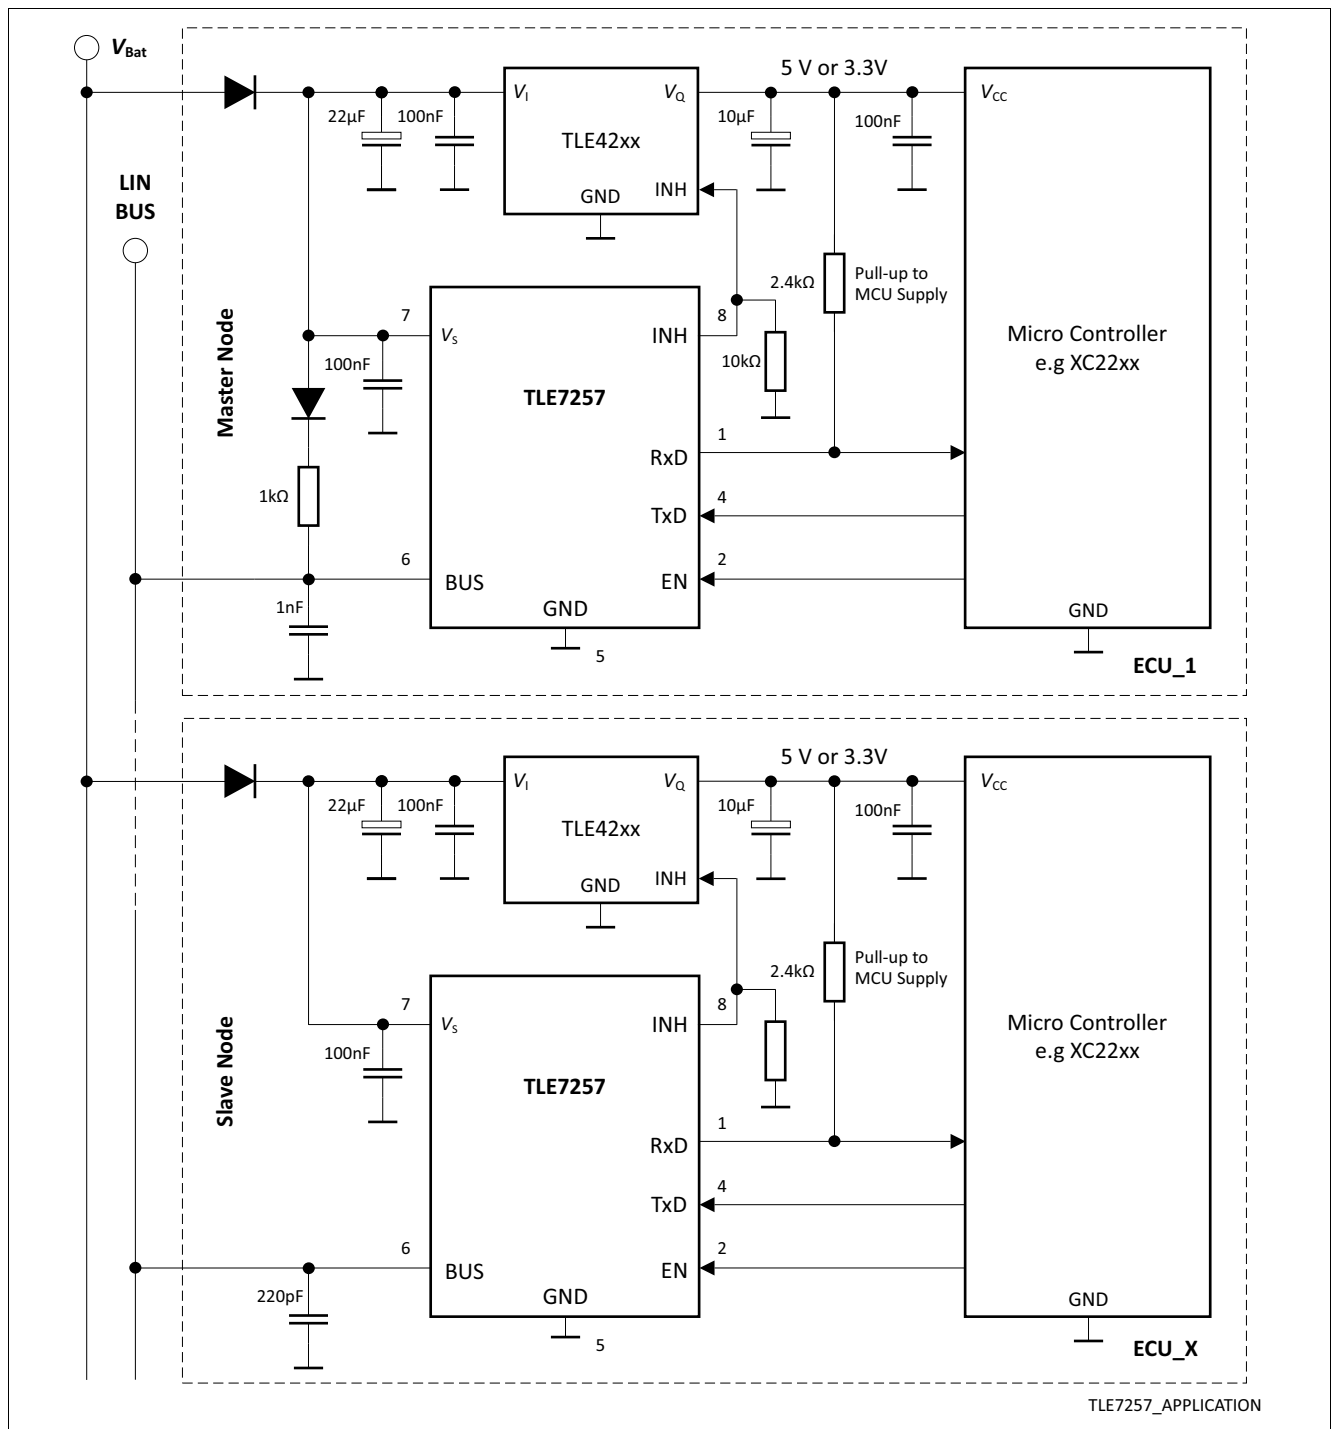 V_Bat
5 V or 3.3V
V_I
V_Q
V_CC
22µF
100nF
10µF
100nF
TLE42xx
LIN
BUS
INH
GND
2.4kΩ
Pull-up to
MCU Supply
7
8
V_S
INH
Micro Controller
e.g XC22xx
100nF
10kΩ
Master Node
TLE7257
1
RxD
1kΩ
4
TxD
6
2
BUS
EN
1nF
GND
GND
5
ECU_1
5 V or 3.3V
V_I
V_Q
V_CC
22µF
100nF
10µF
100nF
TLE42xx
INH
GND
2.4kΩ
Pull-up to
MCU Supply
7
8
V_S
INH
Micro Controller
e.g XC22xx
100nF
Slave Node
TLE7257
1
RxD
4
TxD
6
2
BUS
EN
220pF
GND
GND
5
ECU_X
TLE7257_APPLICATION